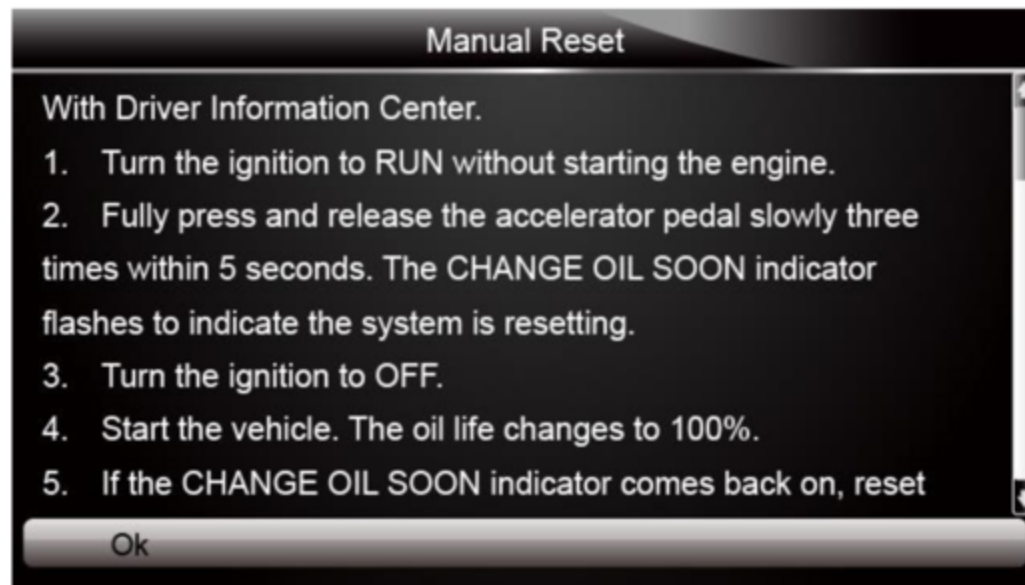 Manual Reset
With Driver Information Center.
1. Turn the ignition to RUN without starting the engine.
2. Fully press and release the accelerator pedal slowly three
times within 5 seconds. The CHANGE OIL SOON indicator
flashes to indicate the system is resetting.
3. Turn the ignition to OFF.
4. Start the vehicle. The oil life changes to 100%.
5. If the CHANGE OIL SOON indicator comes back on, reset
Ok